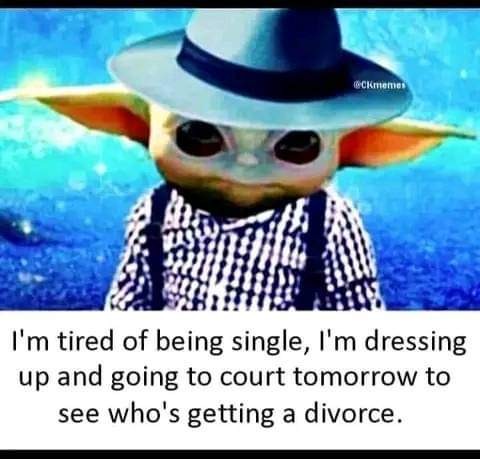 @CKmemes
I'm tired of being single, I'm dressing
up and going to court tomorrow to
see who's getting a divorce.